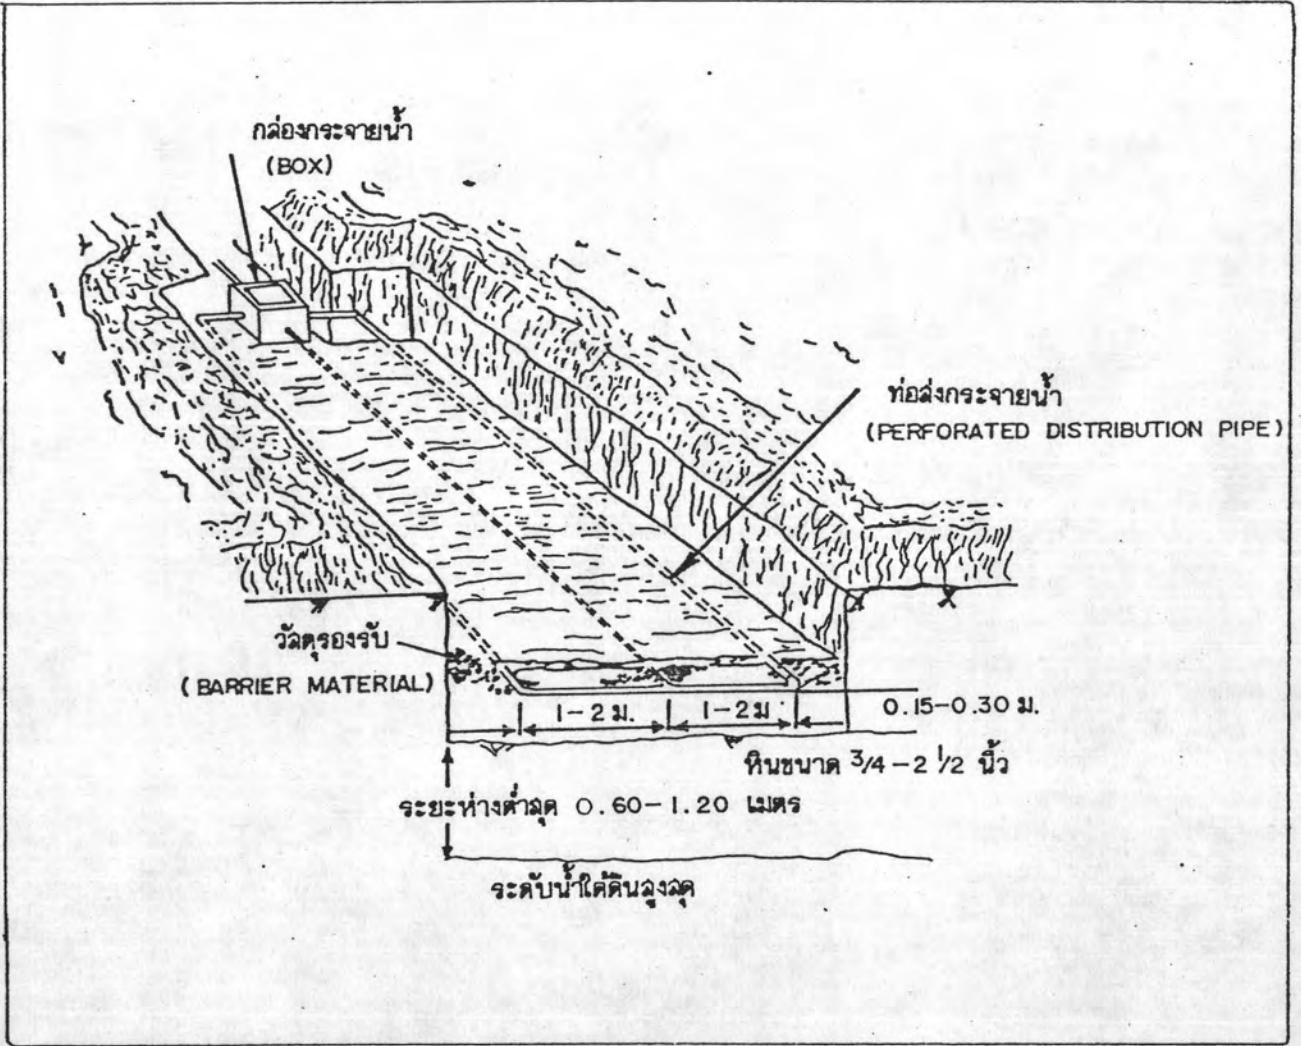 กล่องกระจายน้ำ
(BOX)
ท่อส่งกระจายน้ำ
(PERFORATED DISTRIBUTION PIPE)
วัสดุรองรับ
(BARRIER MATERIAL)
1-2 ม. 1-2 ม 0.15-0.30 ม.
หินขนาด 3/4 - 2 1/2 นิ้ว
ระยะห่างต่ำสุด 0.60-1.20 เมตร
ระดับน้ำใต้ดินสูงสุด